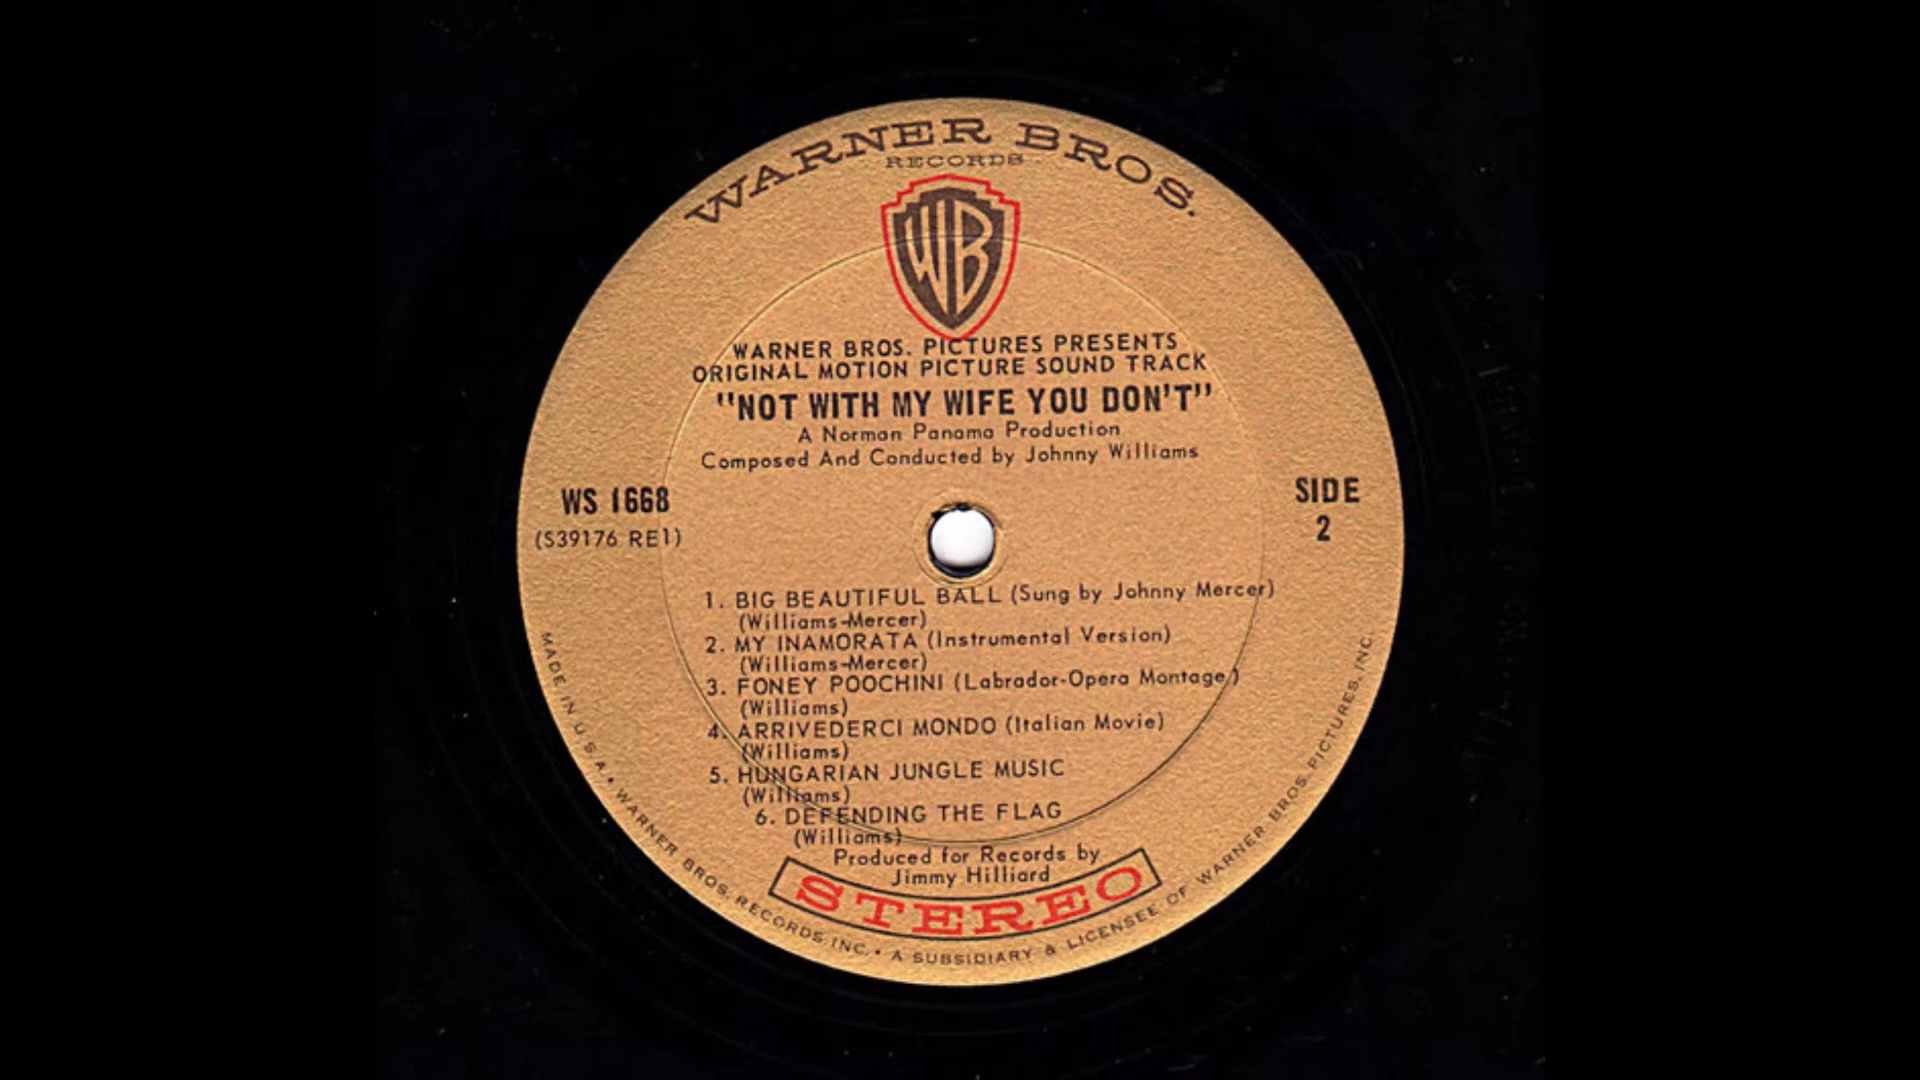 WARNER BROS.
RECORDS
WB
WARNER BROS. PICTURES PRESENTS
ORIGINAL MOTION PICTURE SOUND TRACK
"NOT WITH MY WIFE YOU DON'T"
A Norman Panama Production
Composed And Conducted by Johnny Williams
WS 1668
(S39176 RE1)
SIDE
2
1. BIG BEAUTIFUL BALL (Sung by Johnny Mercer)
(Williams-Mercer)
2. MY INAMORATA (Instrumental Version)
(Williams-Mercer)
3. FONEY POOCHINI (Labrador-Opera Montage)
(Williams)
4. ARRIVEDERCI MONDO (Italian Movie)
(Williams)
5. HUNGARIAN JUNGLE MUSIC
(Williams)
6. DEFENDING THE FLAG
(Williams)
Produced for Records by
Jimmy Hilliard
STEREO
MADE IN U.S.A. • WARNER BROS. RECORDS, INC. • A SUBSIDIARY & LICENSEE OF WARNER BROS. PICTURES, INC.